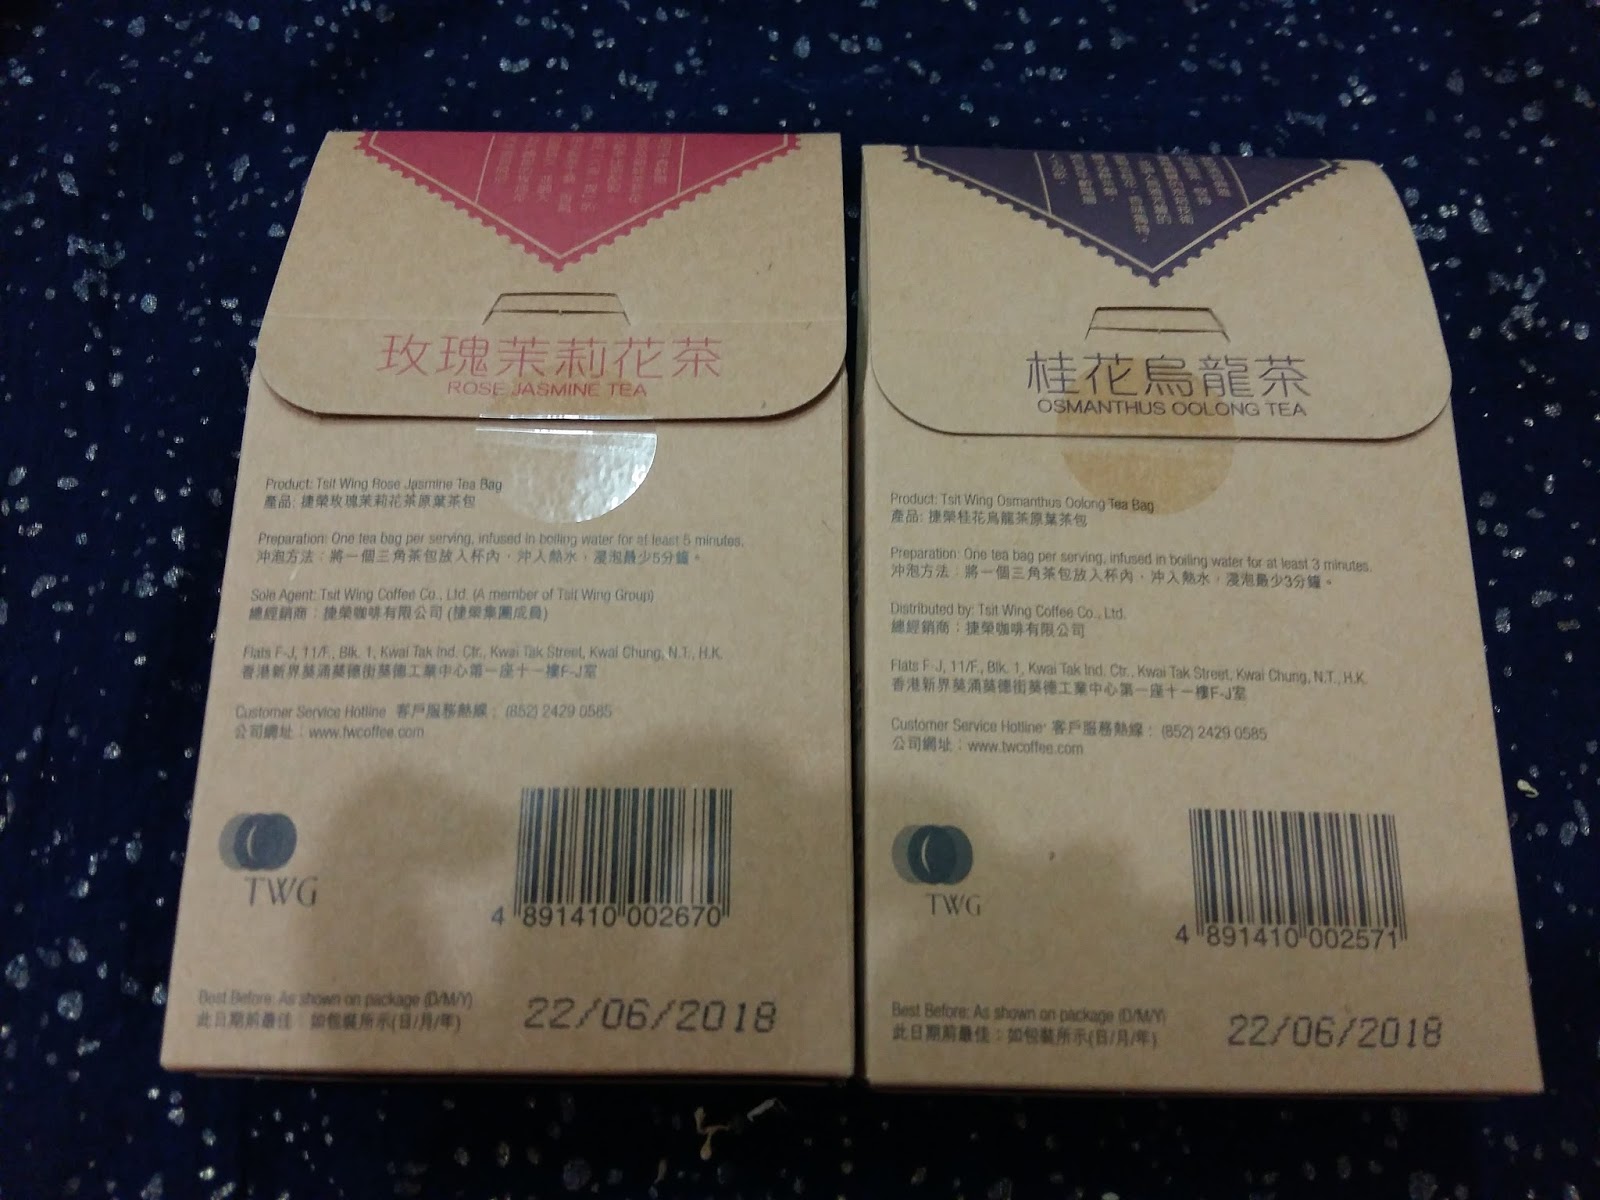 玫瑰茉莉花茶
ROSE JASMINE TEA
Product: Tsit Wing Rose Jasmine Tea Bag
產品: 捷榮玫瑰茉莉花茶原葉茶包
Preparation: One tea bag per serving, infused in boiling water for at least 5 minutes.
沖泡方法：將一個三角茶包放入杯內，沖入熱水，浸泡最少5分鐘。
Sole Agent: Tsit Wing Coffee Co., Ltd. (A member of Tsit Wing Group)
總經銷商：捷榮咖啡有限公司 (捷榮集團成員)
Flats F-J, 11/F., Blk. 1, Kwai Tak Ind. Ctr., Kwai Tak Street, Kwai Chung, N.T., H.K.
香港新界葵涌葵德街葵德工業中心第一座十一樓F-J室
Customer Service Hotline 客戶服務熱線： (852) 2429 0585
公司網址：www.twcoffee.com
TWG
4 891410 002670
Best Before: As shown on package (D/M/Y)
此日期前最佳：如包裝所示(日/月/年)
22/06/2018
桂花烏龍茶
OSMANTHUS OOLONG TEA
Product: Tsit Wing Osmanthus Oolong Tea Bag
產品: 捷榮桂花烏龍茶原葉茶包
Preparation: One tea bag per serving, infused in boiling water for at least 3 minutes.
沖泡方法：將一個三角茶包放入杯內，沖入熱水，浸泡最少3分鐘。
Distributed by: Tsit Wing Coffee Co., Ltd.
總經銷商：捷榮咖啡有限公司
Flats F-J, 11/F., Blk. 1, Kwai Tak Ind. Ctr., Kwai Tak Street, Kwai Chung, N.T., H.K.
香港新界葵涌葵德街葵德工業中心第一座十一樓F-J室
Customer Service Hotline: 客戶服務熱線： (852) 2429 0585
公司網址：www.twcoffee.com
TWG
4 891410 002571
Best Before: As shown on package (D/M/Y)
此日期前最佳：如包裝所示(日/月/年)
22/06/2018